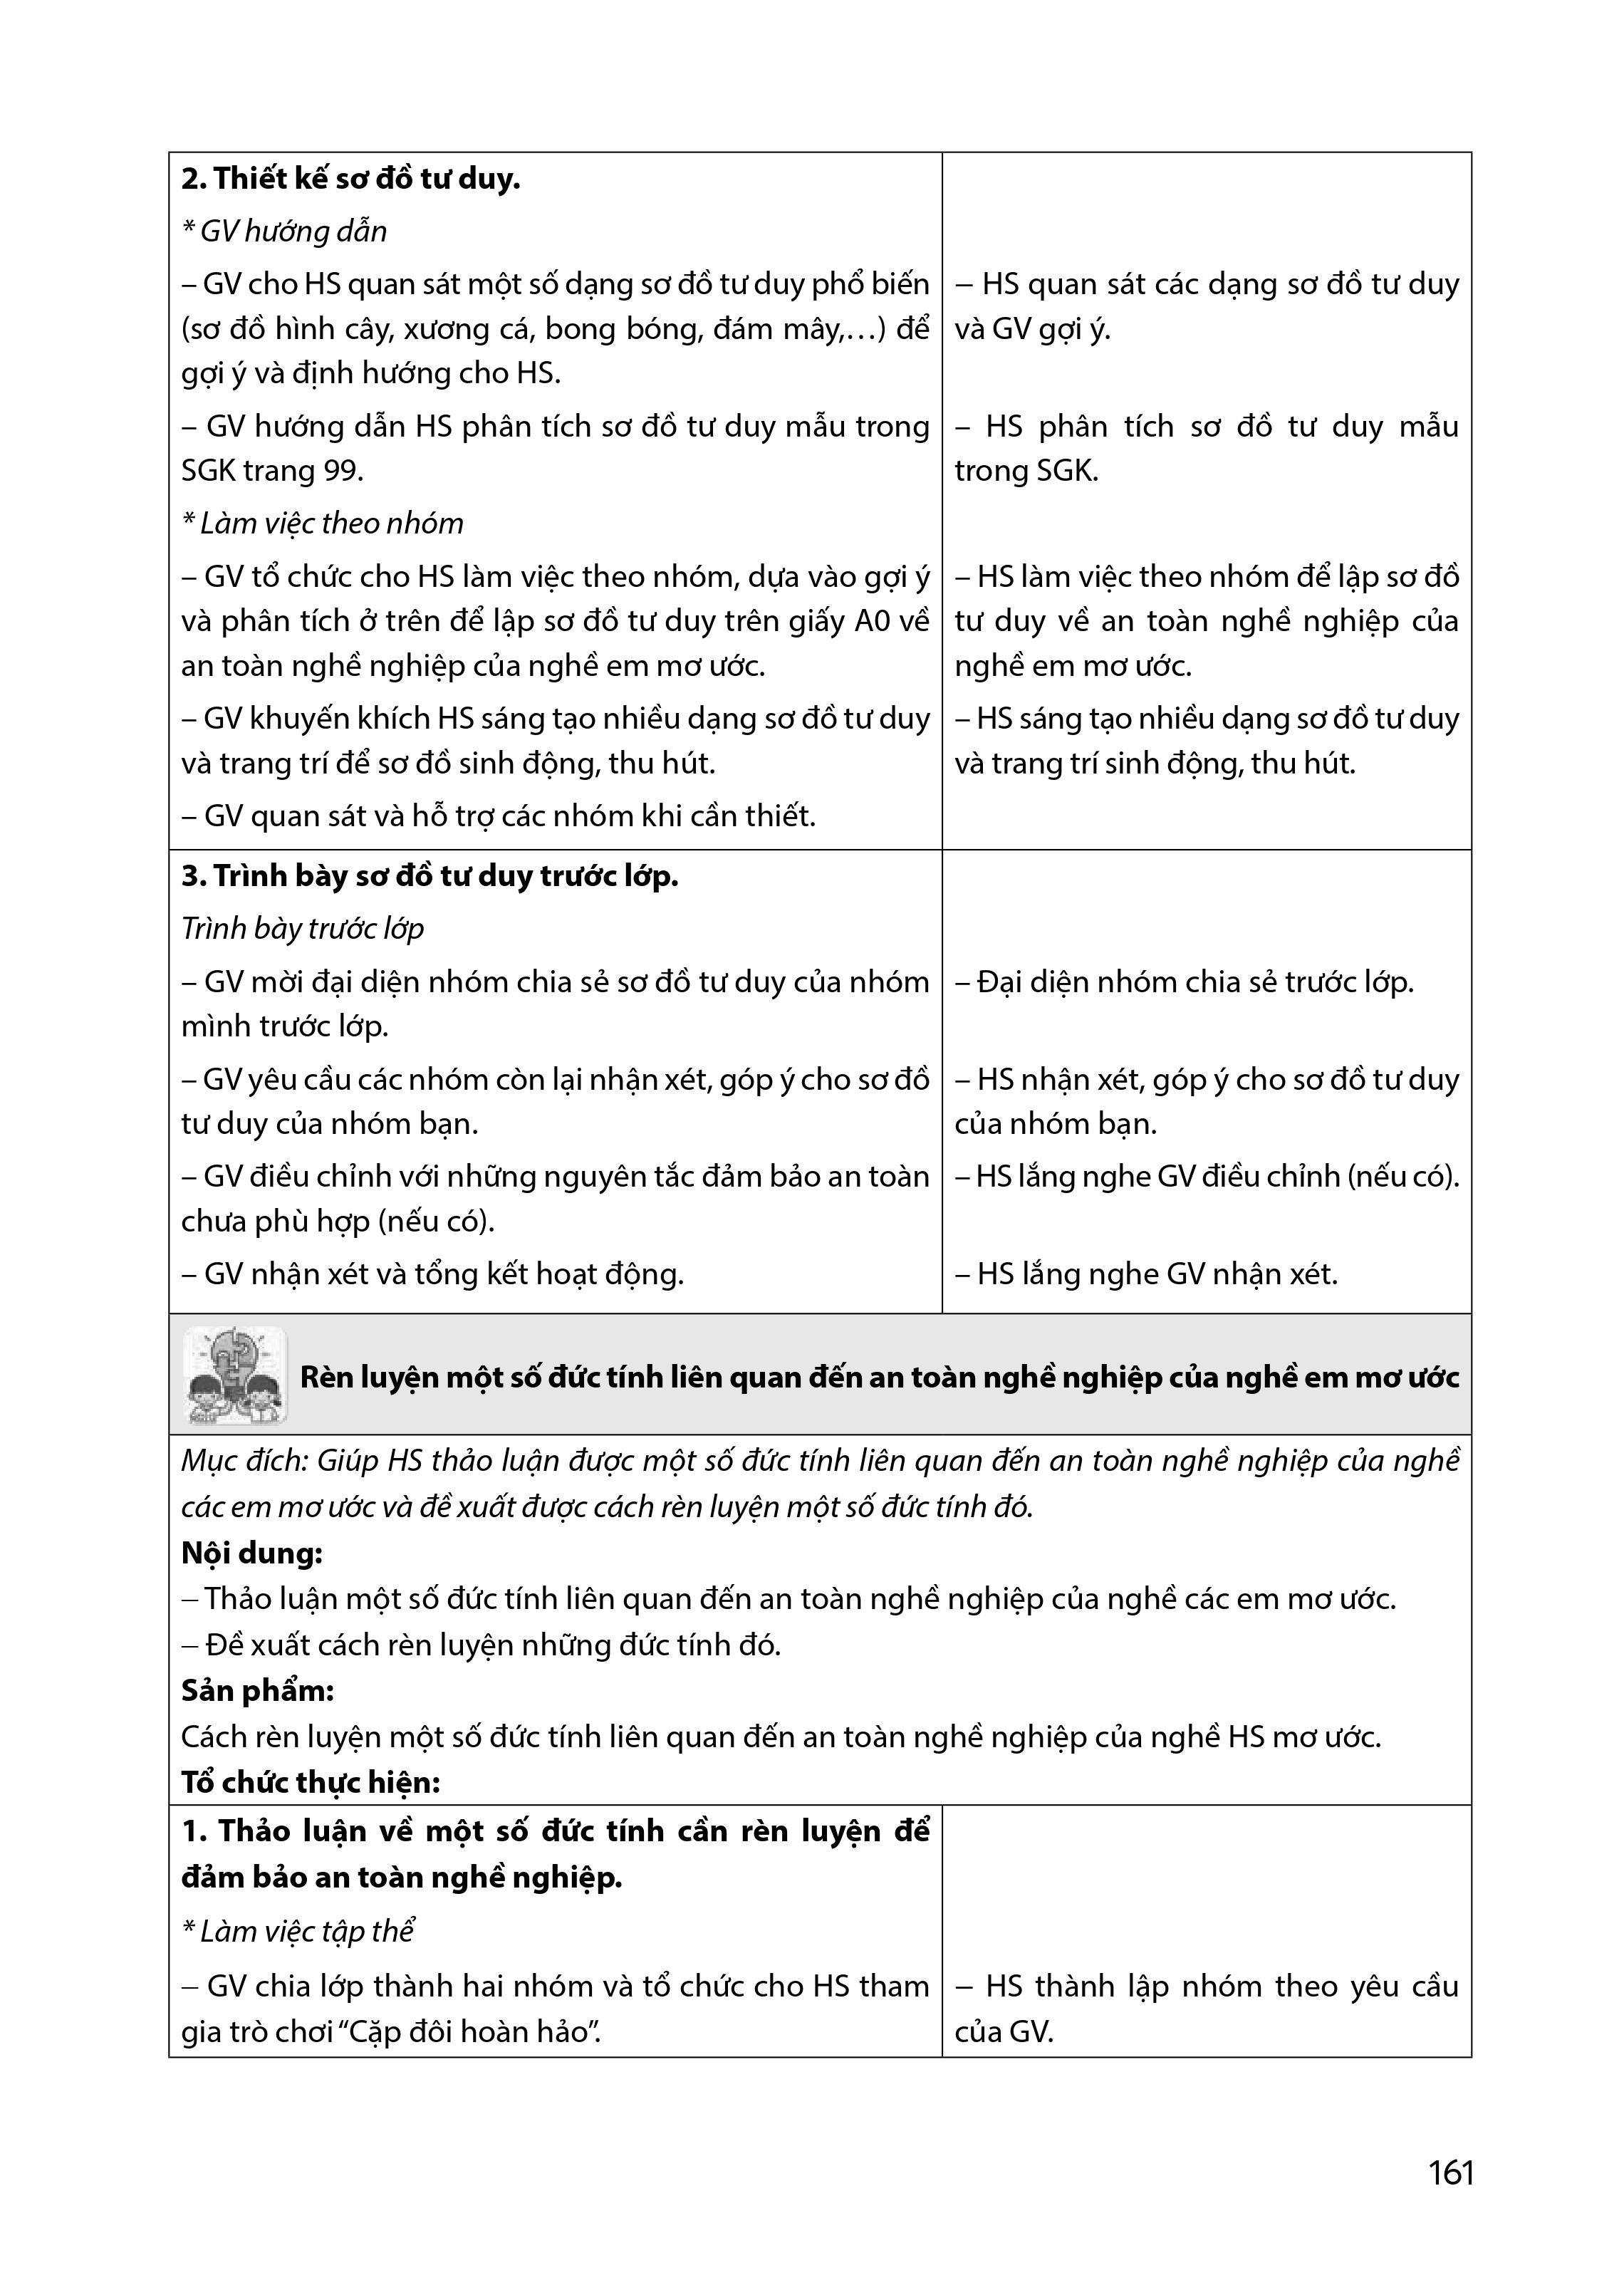 2. Thiết kế sơ đồ tư duy.
* GV hướng dẫn
– GV cho HS quan sát một số dạng sơ đồ tư duy phổ biến
(sơ đồ hình cây, xương cá, bong bóng, đám mây,…) để
gợi ý và định hướng cho HS.
– HS quan sát các dạng sơ đồ tư duy
và GV gợi ý.
– GV hướng dẫn HS phân tích sơ đồ tư duy mẫu trong
SGK trang 99.
– HS phân tích sơ đồ tư duy mẫu
trong SGK.
* Làm việc theo nhóm
– GV tổ chức cho HS làm việc theo nhóm, dựa vào gợi ý
và phân tích ở trên để lập sơ đồ tư duy trên giấy A0 về
an toàn nghề nghiệp của nghề em mơ ước.
– HS làm việc theo nhóm để lập sơ đồ
tư duy về an toàn nghề nghiệp của
nghề em mơ ước.
– GV khuyến khích HS sáng tạo nhiều dạng sơ đồ tư duy
và trang trí để sơ đồ sinh động, thu hút.
– HS sáng tạo nhiều dạng sơ đồ tư duy
và trang trí sinh động, thu hút.
– GV quan sát và hỗ trợ các nhóm khi cần thiết.
3. Trình bày sơ đồ tư duy trước lớp.
Trình bày trước lớp
– GV mời đại diện nhóm chia sẻ sơ đồ tư duy của nhóm
mình trước lớp.
– Đại diện nhóm chia sẻ trước lớp.
– GV yêu cầu các nhóm còn lại nhận xét, góp ý cho sơ đồ
tư duy của nhóm bạn.
– HS nhận xét, góp ý cho sơ đồ tư duy
của nhóm bạn.
– GV điều chỉnh với những nguyên tắc đảm bảo an toàn
chưa phù hợp (nếu có).
– HS lắng nghe GV điều chỉnh (nếu có).
– GV nhận xét và tổng kết hoạt động.
– HS lắng nghe GV nhận xét.
Rèn luyện một số đức tính liên quan đến an toàn nghề nghiệp của nghề em mơ ước
Mục đích: Giúp HS thảo luận được một số đức tính liên quan đến an toàn nghề nghiệp của nghề
các em mơ ước và đề xuất được cách rèn luyện một số đức tính đó.
Nội dung:
– Thảo luận một số đức tính liên quan đến an toàn nghề nghiệp của nghề các em mơ ước.
– Đề xuất cách rèn luyện những đức tính đó.
Sản phẩm:
Cách rèn luyện một số đức tính liên quan đến an toàn nghề nghiệp của nghề HS mơ ước.
Tổ chức thực hiện:
1. Thảo luận về một số đức tính cần rèn luyện để
đảm bảo an toàn nghề nghiệp.
* Làm việc tập thể
– GV chia lớp thành hai nhóm và tổ chức cho HS tham
gia trò chơi “Cặp đôi hoàn hảo”.
– HS thành lập nhóm theo yêu cầu
của GV.
161